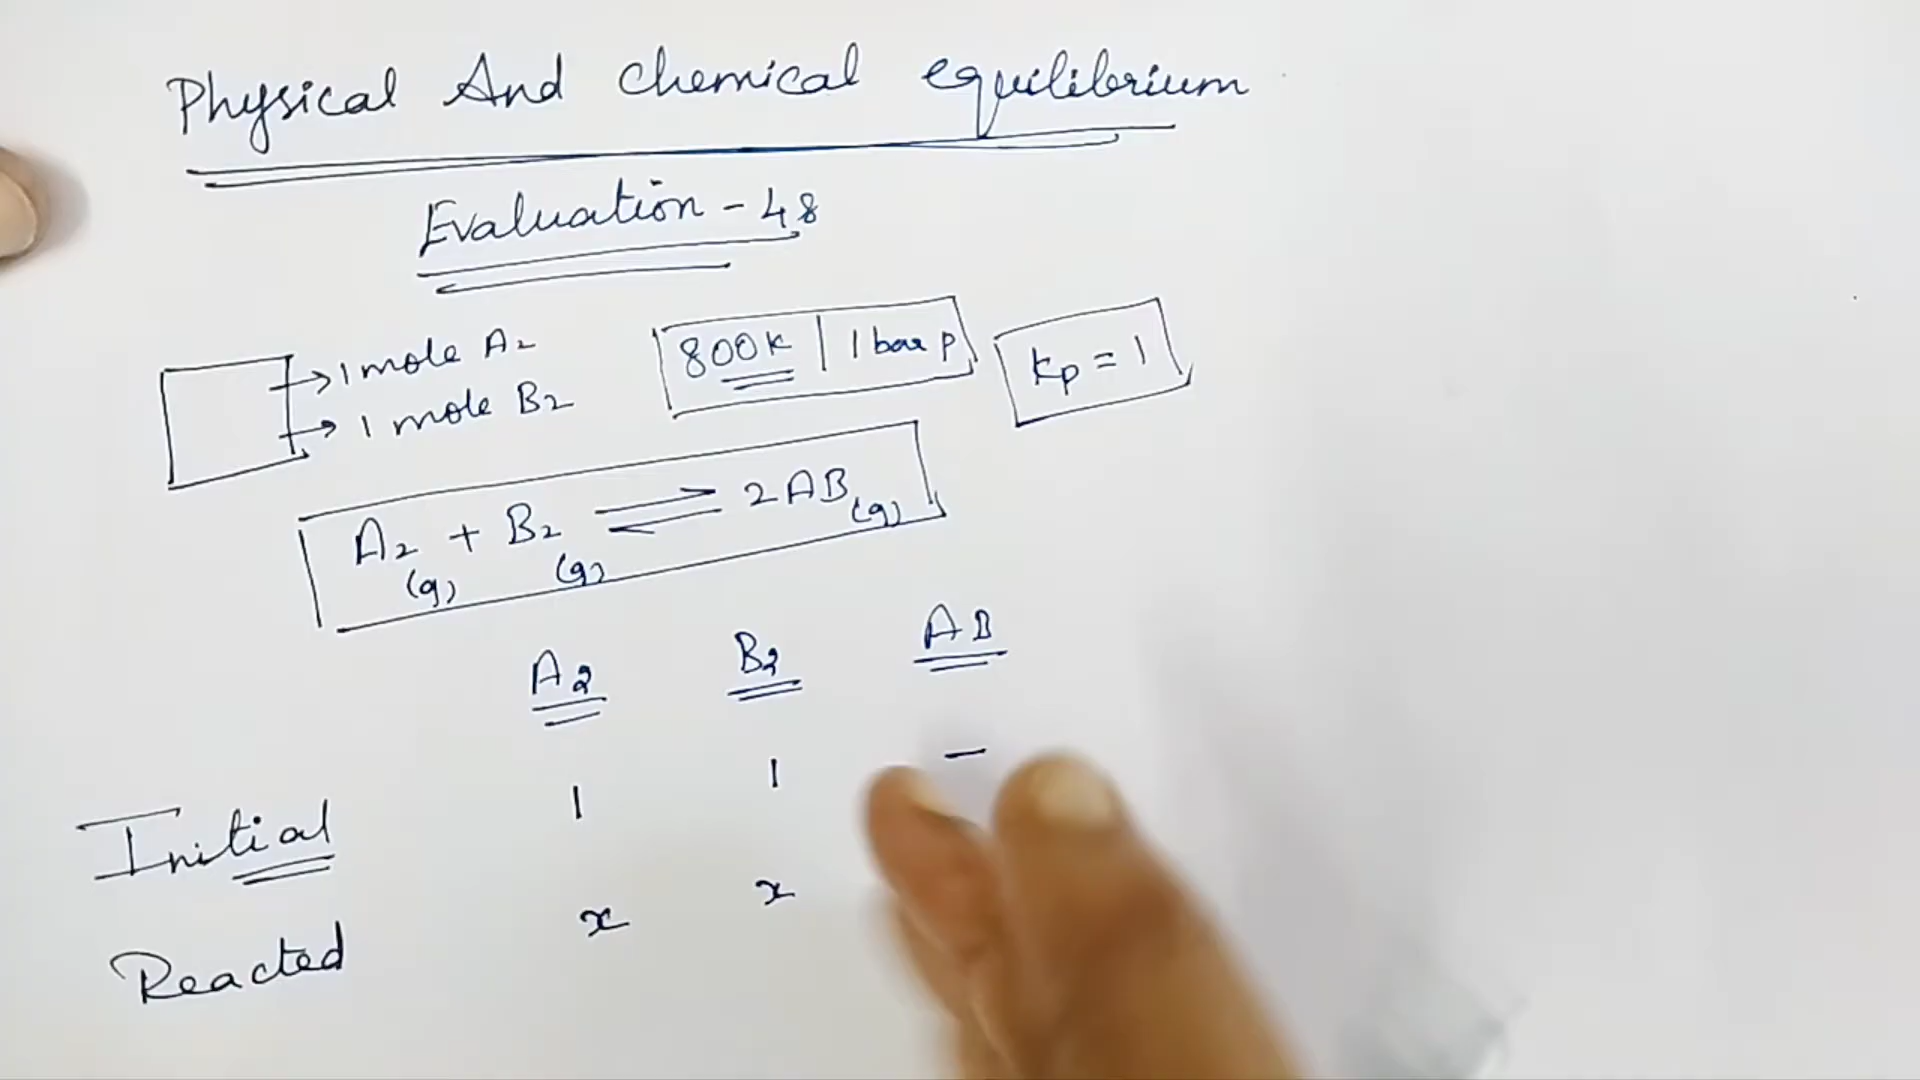 Physical And chemical equilibrium
Evaluation - 48
1 mole A₂
1 mole B₂
800K | 1 bar p
Kp = 1
A₂(g) + B₂(g) ⇌ 2AB(g)
A₂ B₂ AB
Initial 1 1 —
Reacted x x